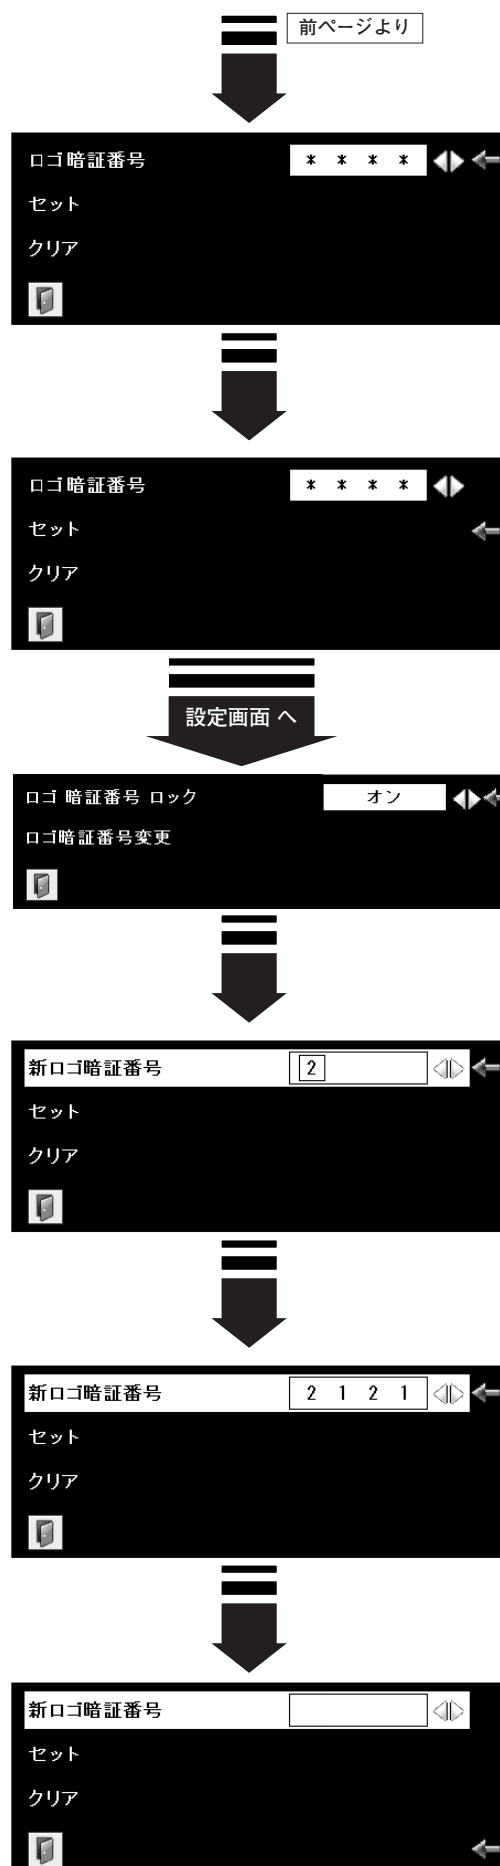 前ページより
ロゴ暗証番号 * * * *
セット
クリア
ロゴ暗証番号 * * * *
セット
クリア
設定画面 へ
ロゴ 暗証番号 ロック オン
ロゴ暗証番号変更
新ロゴ暗証番号 2
セット
クリア
新ロゴ暗証番号 2 1 2 1
セット
クリア
新ロゴ暗証番号
セット
クリア